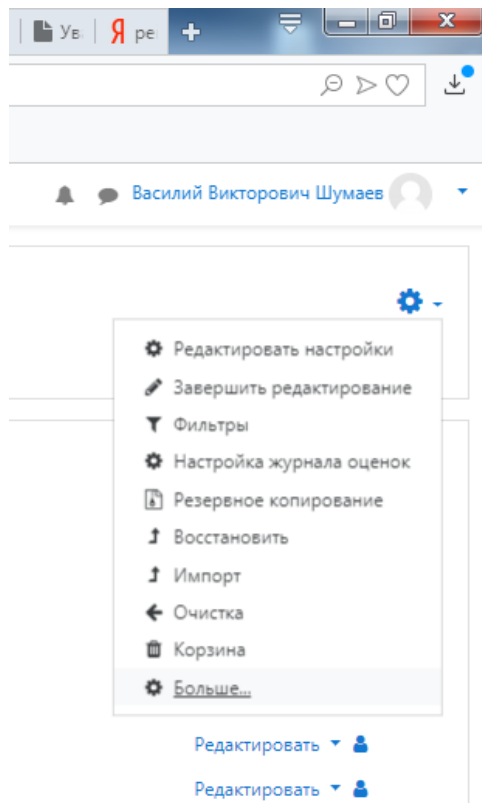 Ув
Я ре
Василий Викторович Шумаев
Редактировать настройки
Завершить редактирование
Фильтры
Настройка журнала оценок
Резервное копирование
Восстановить
Импорт
Очистка
Корзина
Больше...
Редактировать
Редактировать